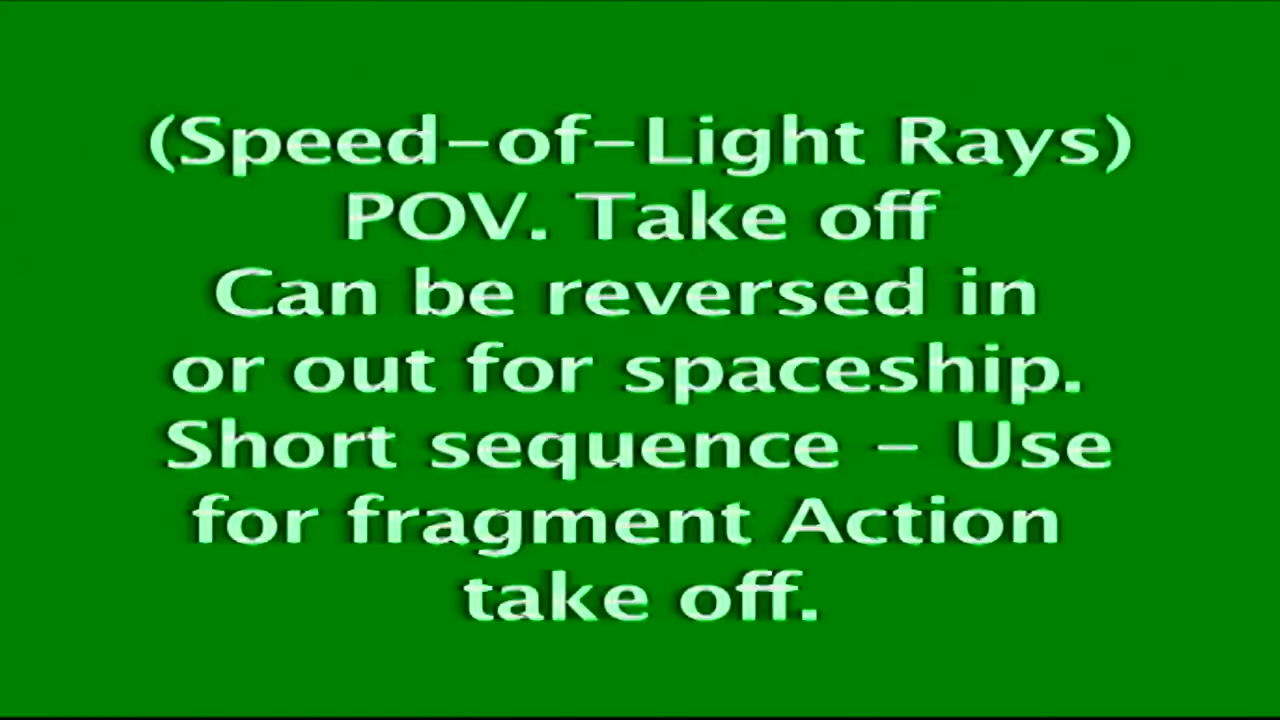 (Speed-of-Light Rays)
POV. Take off
Can be reversed in
or out for spaceship.
Short sequence - Use
for fragment Action
take off.